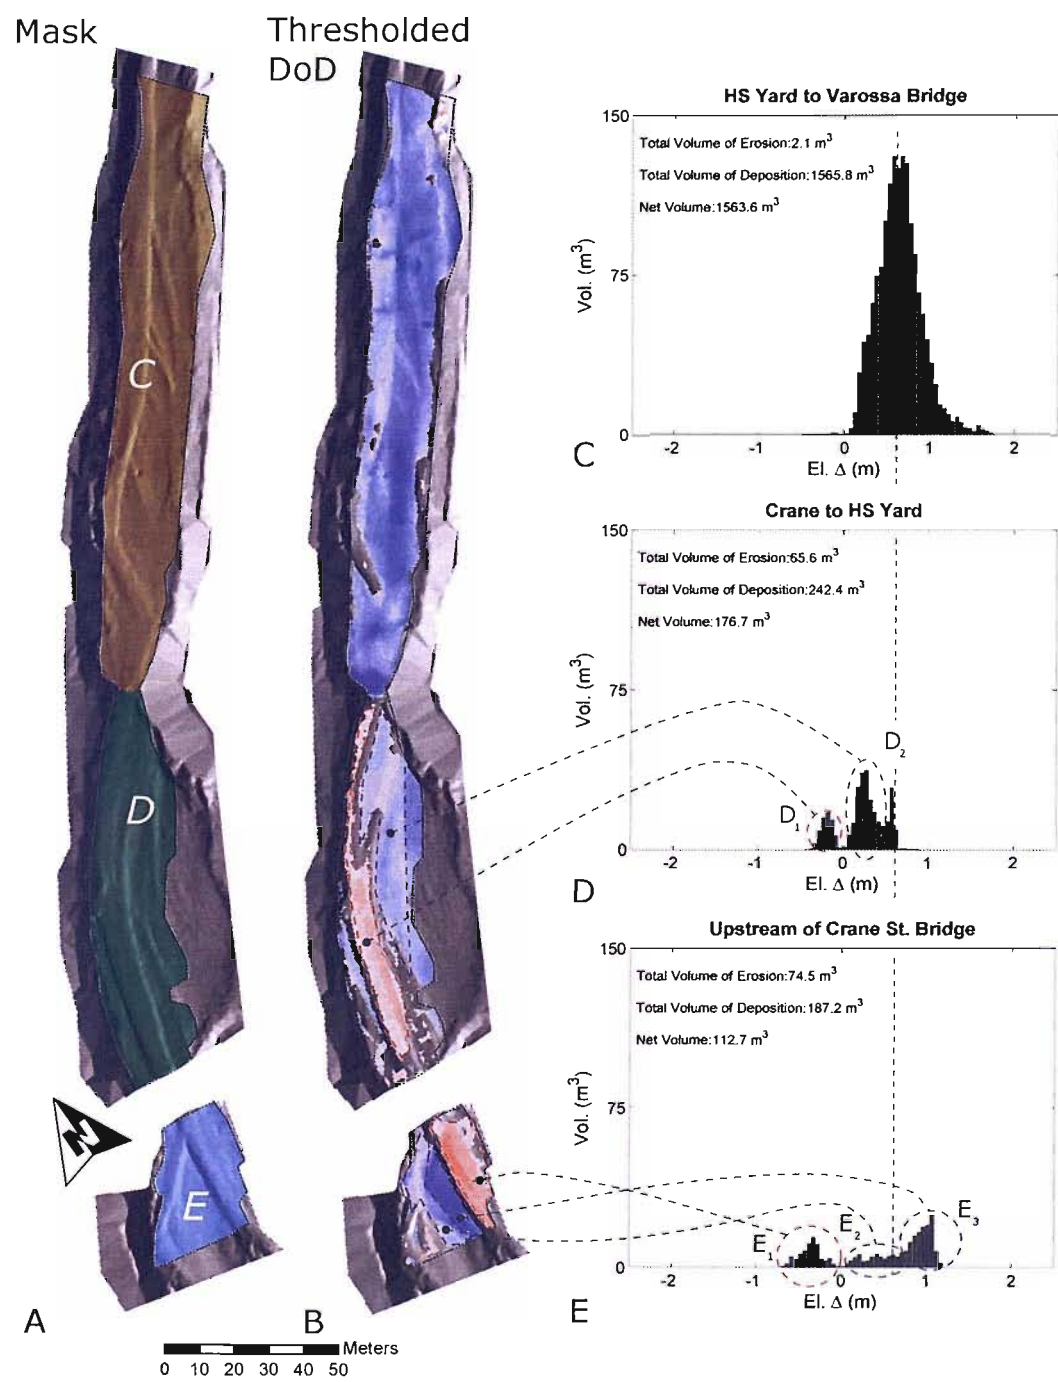 Mask
Thresholded
DoD
C
D
E
N
A
B
Meters
0 10 20 30 40 50
HS Yard to Varossa Bridge
Total Volume of Erosion:2.1 m³
Total Volume of Deposition:1565.8 m³
Net Volume:1563.6 m³
Vol. (m³)
150
75
0
-2 -1 0 1 2
El. Δ (m)
C
Crane to HS Yard
Total Volume of Erosion:65.6 m³
Total Volume of Deposition:242.4 m³
Net Volume:176.7 m³
Vol. (m³)
150
75
0
D₁
D₂
-2 -1 0 1 2
El. Δ (m)
D
Upstream of Crane St. Bridge
Total Volume of Erosion:74.5 m³
Total Volume of Deposition:187.2 m³
Net Volume:112.7 m³
Vol. (m³)
150
75
0
E₁
E₂
E₃
-2 -1 0 1 2
El. Δ (m)
E